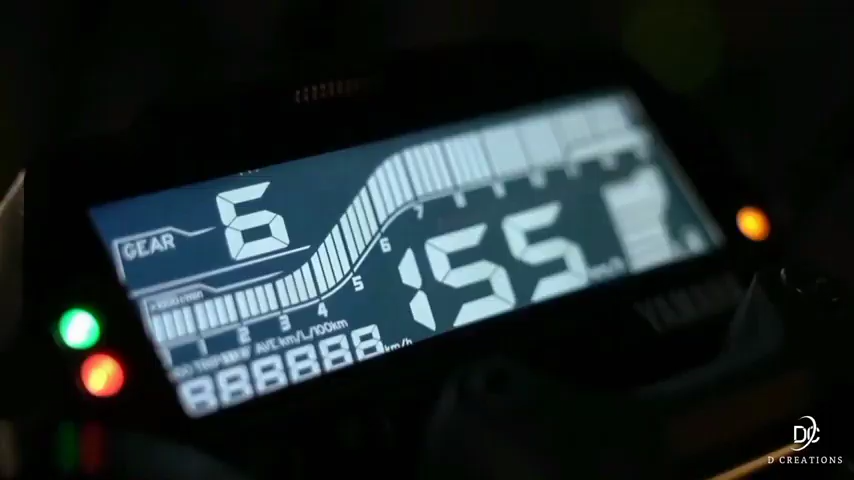 GEAR
6
155
km/h
1 2 3 4 5 6 7
AVE km/L/100km
888888
km/h
YAMAHA
DC
D CREATIONS